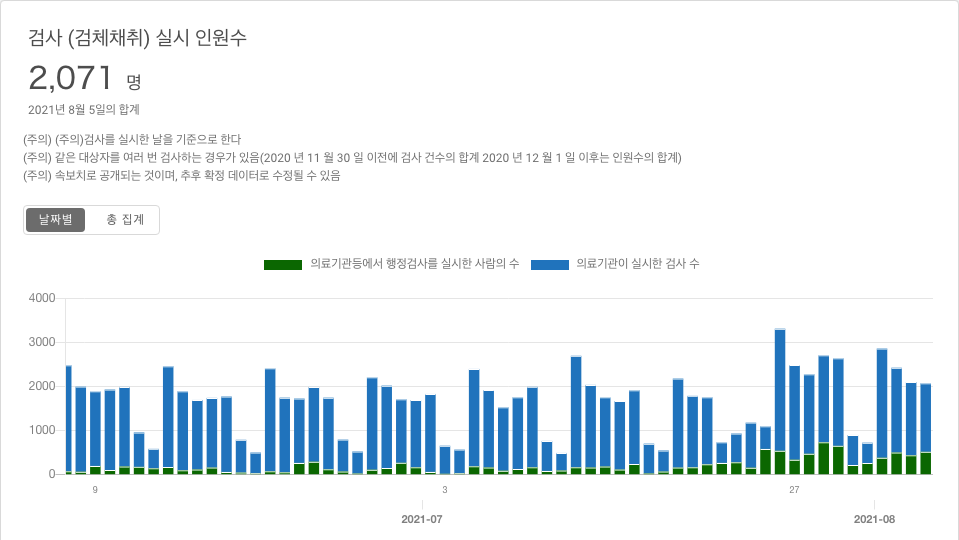 검사 (검체채취) 실시 인원수
2,071 명
2021년 8월 5일의 합계
(주의) (주의)검사를 실시한 날을 기준으로 한다
(주의) 같은 대상자를 여러 번 검사하는 경우가 있음(2020 년 11 월 30 일 이전에 검사 건수의 합계 2020 년 12 월 1 일 이후는 인원수의 합계)
(주의) 속보치로 공개되는 것이며, 추후 확정 데이터로 수정될 수 있음
날짜별 총 집계
의료기관등에서 행정검사를 실시한 사람의 수 의료기관이 실시한 검사 수
4000
3000
2000
1000
0
9 3 27
2021-07 2021-08